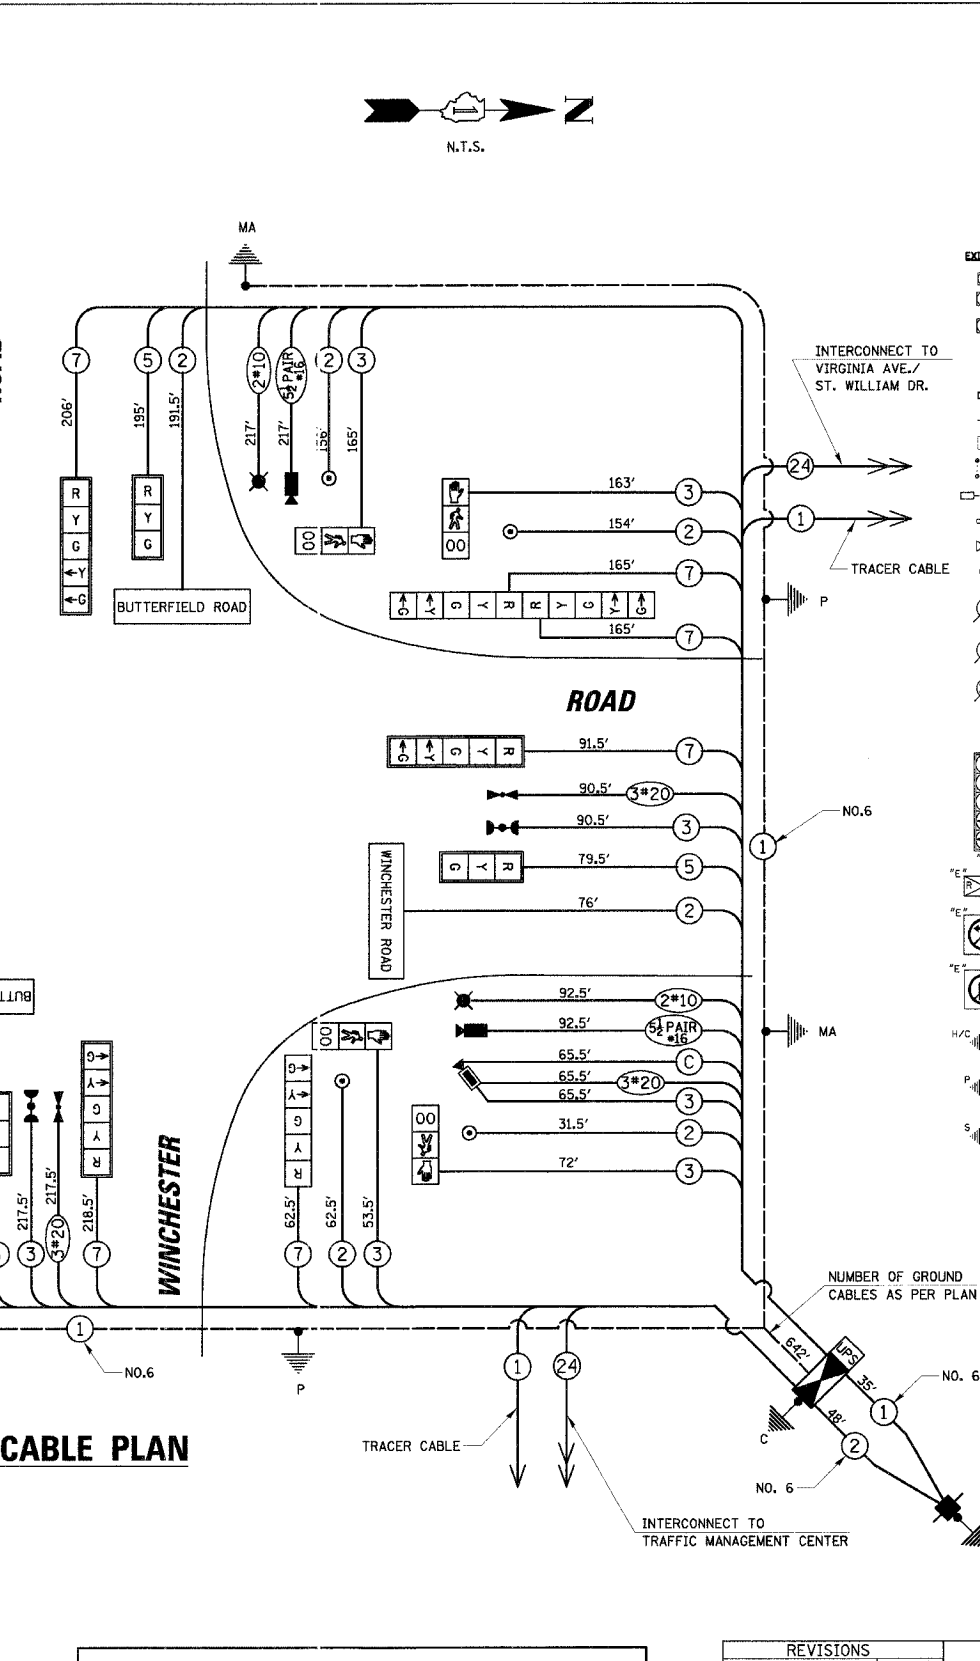 N
N.T.S.
MA
7
5
2
2#10
5½ PAIR
#16
2
3
206'
195'
191.5'
217'
217'
156'
165'
INTERCONNECT TO
VIRGINIA AVE./
ST. WILLIAM DR.
24
R
Y
G
←Y
←G
R
Y
G
BUTTERFIELD ROAD
00
163'
3
154'
2
1
TRACER CABLE
00
165'
7
←G
←Y
G
Y
R
R
Y
G
Y→
G→
P
165'
7
ROAD
←G
←Y
G
Y
R
91.5'
7
90.5'
3#20
NO.6
90.5'
3
1
G
Y
R
79.5'
5
WINCHESTER ROAD
76'
2
92.5'
2#10
92.5'
5½ PAIR
#16
MA
65.5'
C
65.5'
3#20
65.5'
3
31.5'
2
72'
3
00
00
←G
←Y
G
Y
R
←G
←Y
G
Y
R
217.5'
217.5'
218.5'
62.5'
62.5'
53.5'
3
3#20
7
7
2
3
WINCHESTER
1
NO.6
P
NUMBER OF GROUND
CABLES AS PER PLAN
642'
UPS
35'
NO. 6
1
48'
C
2
NO. 6
1
24
TRACER CABLE
CABLE PLAN
INTERCONNECT TO
TRAFFIC MANAGEMENT CENTER
"E"
R
"E"
"E"
H/C
P
S
REVISIONS